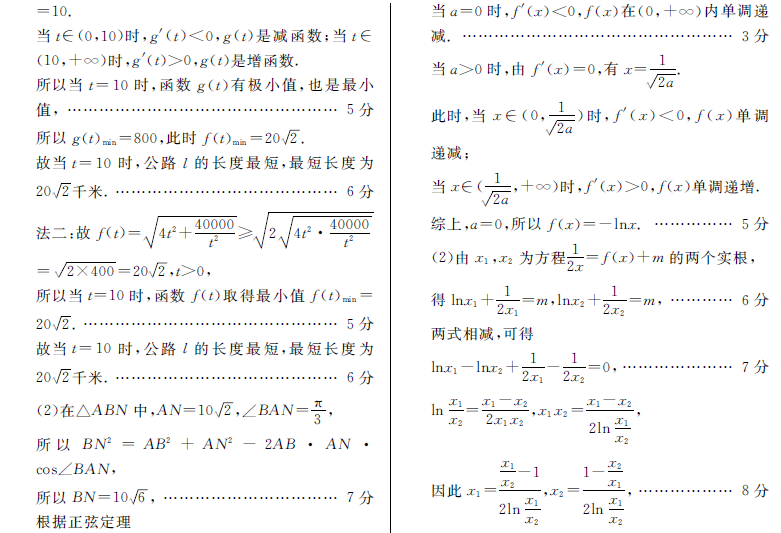 =10.
当 t∈(0,10)时,g′(t)<0,g(t)是减函数;当 t∈
(10,+∞)时,g′(t)>0,g(t)是增函数.
所以当 t=10 时,函数 g(t)有极小值,也是最小
值, ………………………………………… 5 分
所以 g(t)min=800,此时 f(t)min=20√2.
故当 t=10 时,公路 l 的长度最短,最短长度为
20√2千米. ………………………………… 6 分
法二:故 f(t)=√(4t²+40000/t²)≥√(2√(4t²·40000/t²))
=√(2×400)=20√2,t>0,
所以当 t=10 时,函数 f(t)取得最小值 f(t)min=
20√2. ……………………………………… 5 分
故当 t=10 时,公路 l 的长度最短,最短长度为
20√2千米. ………………………………… 6 分
(2)在△ABN 中,AN=10√2,∠BAN=π/3,
所以 BN² = AB² + AN² − 2AB · AN ·
cos∠BAN,
所以 BN=10√6, ………………………… 7 分
根据正弦定理
当 a=0 时,f′(x)<0,f(x)在(0,+∞)内单调递
减. ………………………………………… 3 分
当 a>0 时,由 f′(x)=0,有 x=1/√(2a).
此时,当 x∈(0,1/√(2a))时,f′(x)<0,f(x)单调
递减;
当 x∈(1/√(2a),+∞)时,f′(x)>0,f(x)单调递增.
综上,a=0,所以 f(x)=−lnx. …………… 5 分
(2)由 x₁,x₂ 为方程1/(2x)=f(x)+m 的两个实根,
得 lnx₁+1/(2x₁)=m,lnx₂+1/(2x₂)=m, ………… 6 分
两式相减,可得
lnx₁−lnx₂+1/(2x₁)−1/(2x₂)=0, ………………… 7 分
ln x₁/x₂=(x₁−x₂)/(2x₁x₂),x₁x₂=(x₁−x₂)/(2ln x₁/x₂),
因此 x₁=(x₁/x₂−1)/(2ln x₁/x₂),x₂=(1−x₂/x₁)/(2ln x₁/x₂), ……………… 8 分